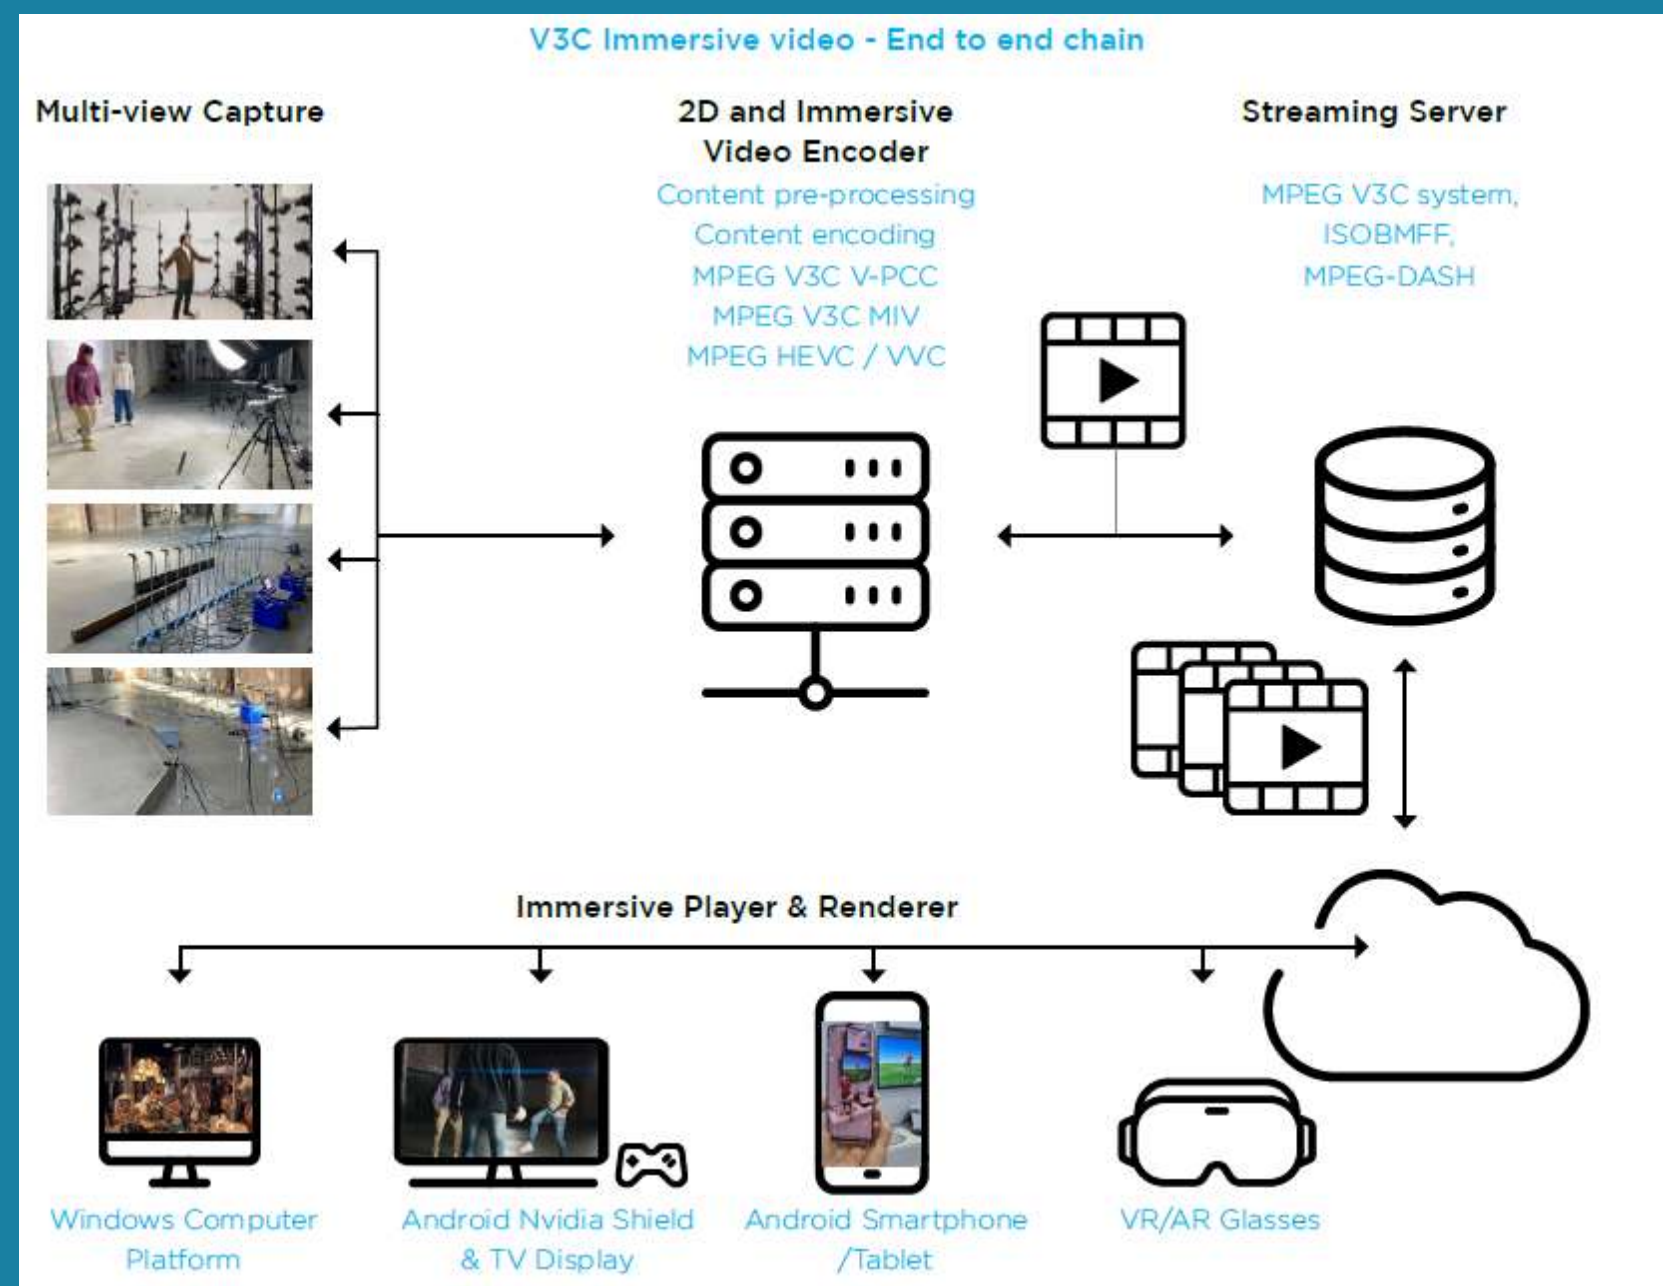 V3C Immersive video - End to end chain
Multi-view Capture
2D and Immersive
Video Encoder
Content pre-processing
Content encoding
MPEG V3C V-PCC
MPEG V3C MIV
MPEG HEVC / VVC
Streaming Server
MPEG V3C system,
ISOBMFF,
MPEG-DASH
Immersive Player & Renderer
Windows Computer
Platform
Android Nvidia Shield
& TV Display
Android Smartphone
/Tablet
VR/AR Glasses